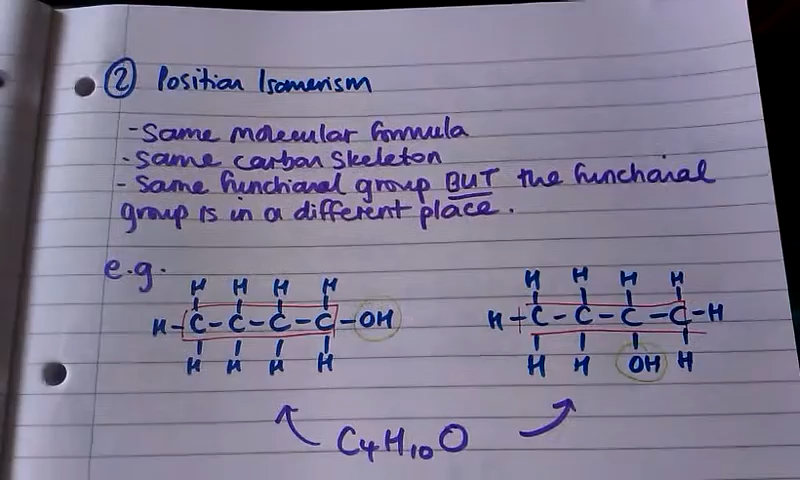 ② Position Isomerism
- Same molecular formula
- Same carbon skeleton
- Same functional group BUT the functional
group is in a different place.
e.g.
H H H H H H H H
H-C-C-C-C-OH H-C-C-C-C-H
H H H H H H OH H
C4H10O